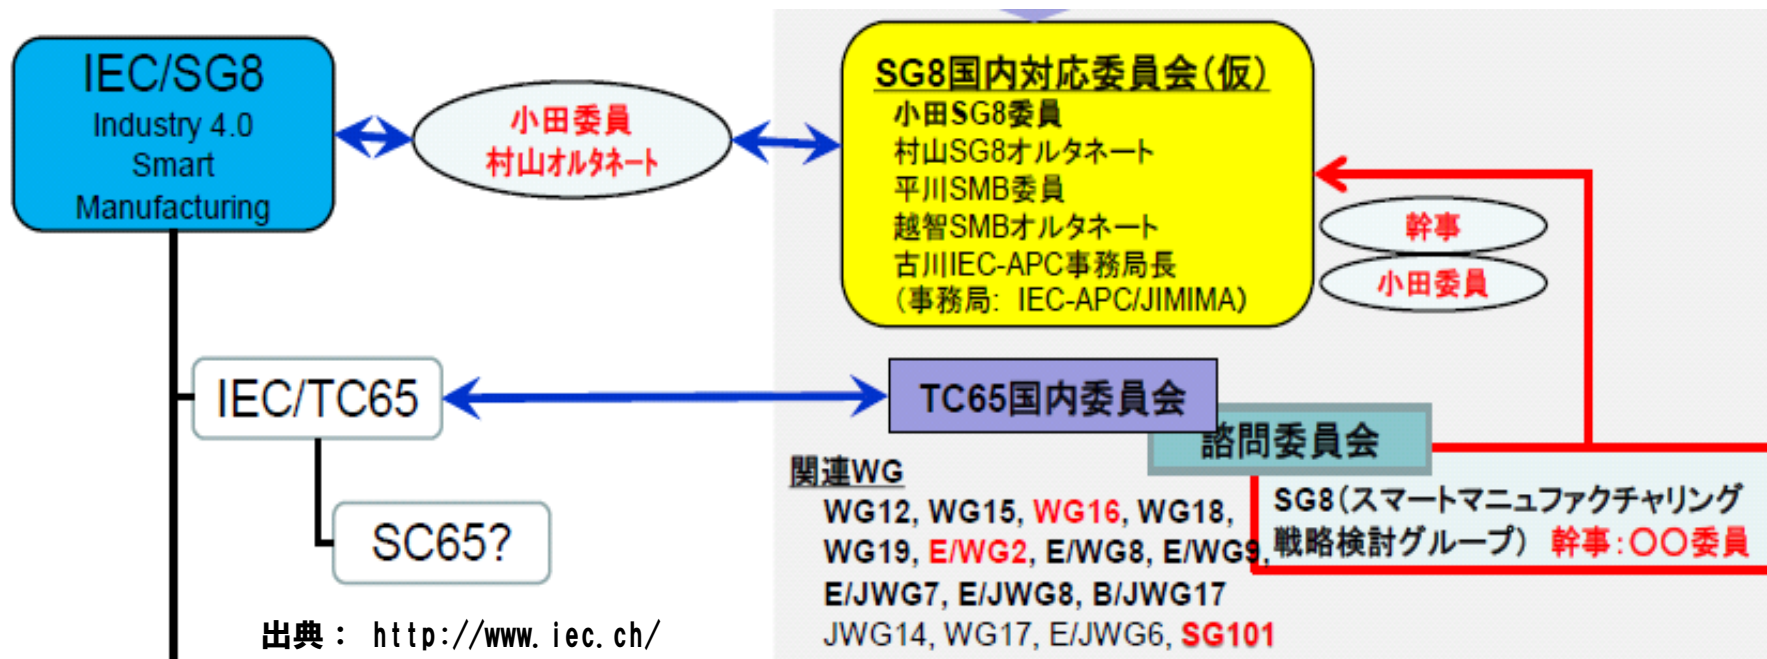 IEC/SG8
Industry 4.0
Smart
Manufacturing
小田委員
村山オルタネート
SG8国内対応委員会(仮)
小田SG8委員
村山SG8オルタネート
平川SMB委員
越智SMBオルタネート
古川IEC-APC事務局長
(事務局: IEC-APC/JIMIMA)
幹事
小田委員
IEC/TC65
TC65国内委員会
諮問委員会
SC65?
関連WG
WG12, WG15, WG16, WG18,
WG19, E/WG2, E/WG8, E/WG9,
E/JWG7, E/JWG8, B/JWG17
JWG14, WG17, E/JWG6, SG101
SG8(スマートマニュファクチャリング
戦略検討グループ) 幹事:〇〇委員
出典: http://www.iec.ch/